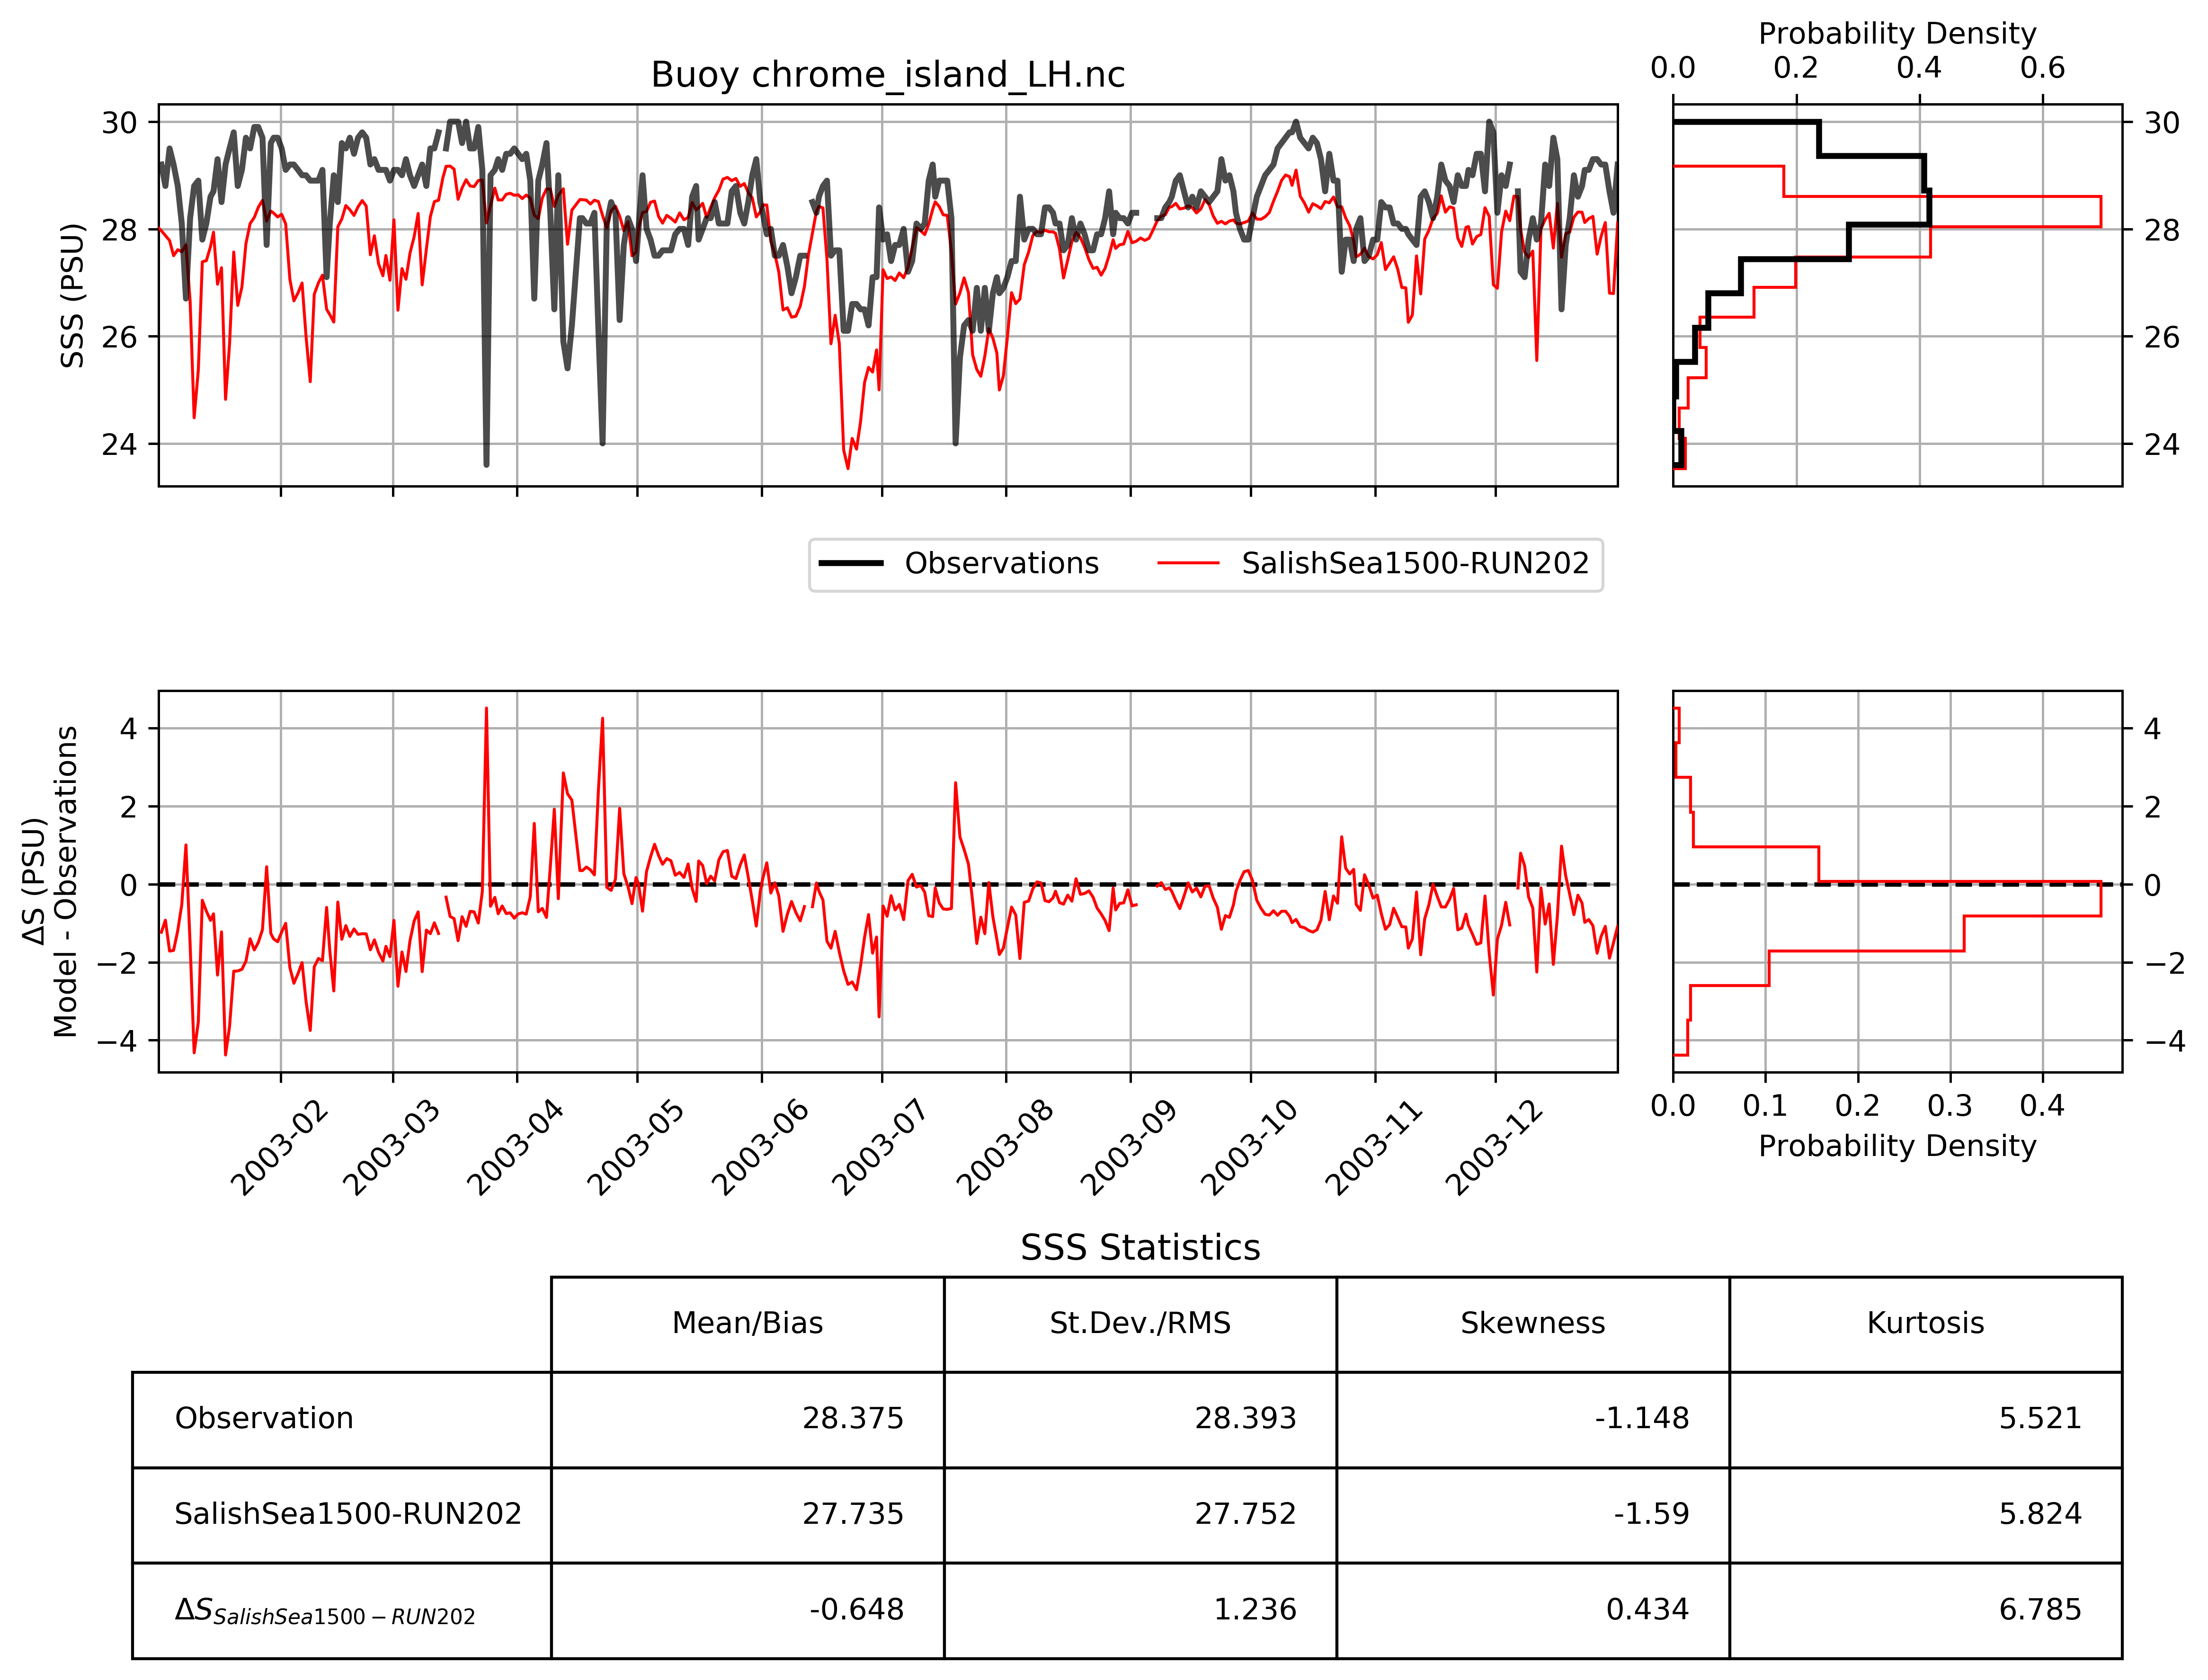 Probability Density
0.0 0.2 0.4 0.6
Buoy chrome_island_LH.nc
SSS (PSU)
30
28
26
24
30
28
26
24
Observations SalishSea1500-RUN202
ΔS (PSU)
Model - Observations
4
2
0
−2
−4
4
2
0
−2
−4
2003-02 2003-03 2003-04 2003-05 2003-06 2003-07 2003-08 2003-09 2003-10 2003-11 2003-12
0.0 0.1 0.2 0.3 0.4
Probability Density
SSS Statistics
Mean/Bias St.Dev./RMS Skewness Kurtosis
Observation 28.375 28.393 -1.148 5.521
SalishSea1500-RUN202 27.735 27.752 -1.59 5.824
ΔS SalishSea1500−RUN202 -0.648 1.236 0.434 6.785